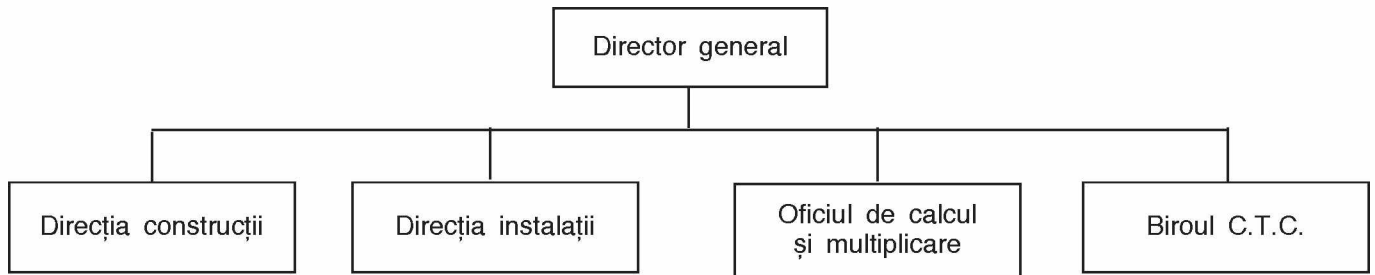 Director general
Direcția construcții
Direcția instalații
Oficiul de calcul
și multiplicare
Biroul C.T.C.